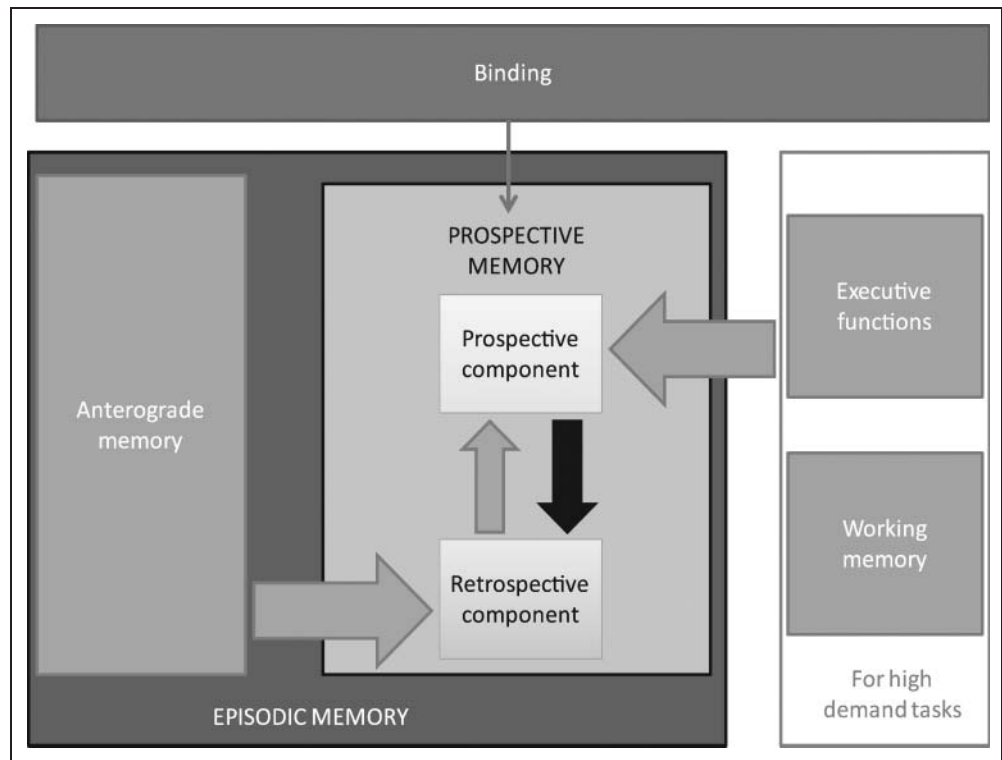 Binding
PROSPECTIVE
MEMORY
Prospective
component
Retrospective
component
Anterograde
memory
EPISODIC MEMORY
Executive
functions
Working
memory
For high
demand tasks